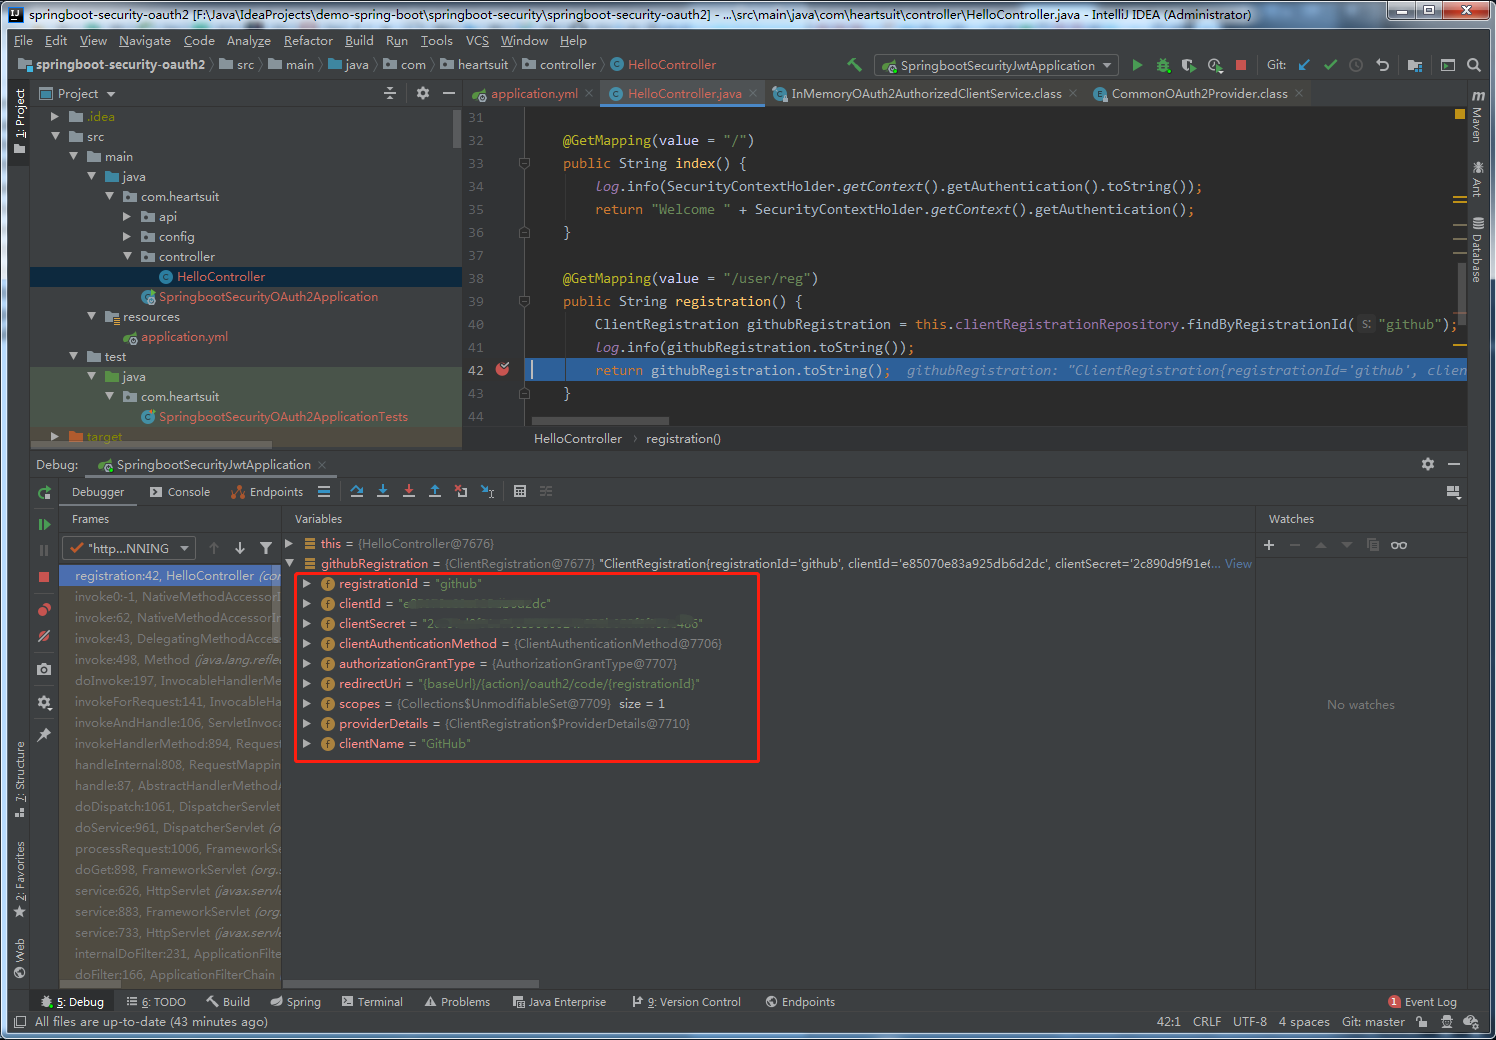 springboot-security-oauth2 [F:\Java\IdeaProjects\demo-spring-boot\springboot-security\springboot-oauth2] - ...\src\main\java\com\heartsuit\controller\HelloController.java - IntelliJ IDEA (Administrator)
File Edit View Navigate Code Analyze Refactor Build Run Tools VCS Window Help
springboot-security-oauth2 src main java com heartsuit controller HelloController
SpringbootSecurityJwtApplication
Git:
1: Project
Project
application.yml
HelloController.java
InMemoryOAuth2AuthorizedClientService.class
CommonOAuth2Provider.class
.idea
src
main
java
com.heartsuit
api
config
controller
HelloController
SpringbootSecurityOAuth2Application
resources
application.yml
test
java
com.heartsuit
SpringbootSecurityOAuth2ApplicationTests
target
31
32 @GetMapping(value = "/")
33 public String index() {
34 log.info(SecurityContextHolder.getContext().getAuthentication().toString());
35 return "Welcome " + SecurityContextHolder.getContext().getAuthentication();
36 }
37
38 @GetMapping(value = "/user/reg")
39 public String registration() {
40 ClientRegistration githubRegistration = this.clientRegistrationRepository.findByRegistrationId( s: "github");
41 log.info(githubRegistration.toString());
42 return githubRegistration.toString(); githubRegistration: "ClientRegistration{registrationId='github', clien
43 }
44
HelloController registration()
Maven
Ant
Database
Debug: SpringbootSecurityJwtApplication
Debugger Console Endpoints
Frames
Variables
Watches
"http...NNING
registration:42, HelloController (co
invoke0:-1, NativeMethodAccessorI
invoke:62, NativeMethodAccessorIn
invoke:43, DelegatingMethodAcces
invoke:498, Method (java.lang.refle
doInvoke:197, InvocableHandlerMe
invokeForRequest:141, InvocableHa
invokeAndHandle:106, ServletInvoca
invokeHandlerMethod:894, Request
handleInternal:808, RequestMappin
handle:87, AbstractHandlerMethodA
doDispatch:1061, DispatcherServlet
doService:961, DispatcherServlet (o
processRequest:1006, FrameworkSe
doGet:898, FrameworkServlet (org.
service:626, HttpServlet (javax.servle
service:883, FrameworkServlet (org.
service:733, HttpServlet (javax.servle
internalDoFilter:231, ApplicationFilte
doFilter:166, ApplicationFilterChain
this = {HelloController@7676}
githubRegistration = {ClientRegistration@7677} "ClientRegistration{registrationId='github', clientId='e85070e83a925db6d2dc', clientSecret='2c890d9f91e6... View
registrationId = "github"
clientId =
clientSecret =
clientAuthenticationMethod = {ClientAuthenticationMethod@7706}
authorizationGrantType = {AuthorizationGrantType@7707}
redirectUri = "{baseUrl}/{action}/oauth2/code/{registrationId}"
scopes = {Collections$UnmodifiableSet@7709} size = 1
providerDetails = {ClientRegistration$ProviderDetails@7710}
clientName = "GitHub"
No watches
7: Structure
2: Favorites
Web
5: Debug 6: TODO Build Spring Terminal Problems Java Enterprise 9: Version Control Endpoints 1 Event Log
All files are up-to-date (43 minutes ago)
42:1 CRLF UTF-8 4 spaces Git: master